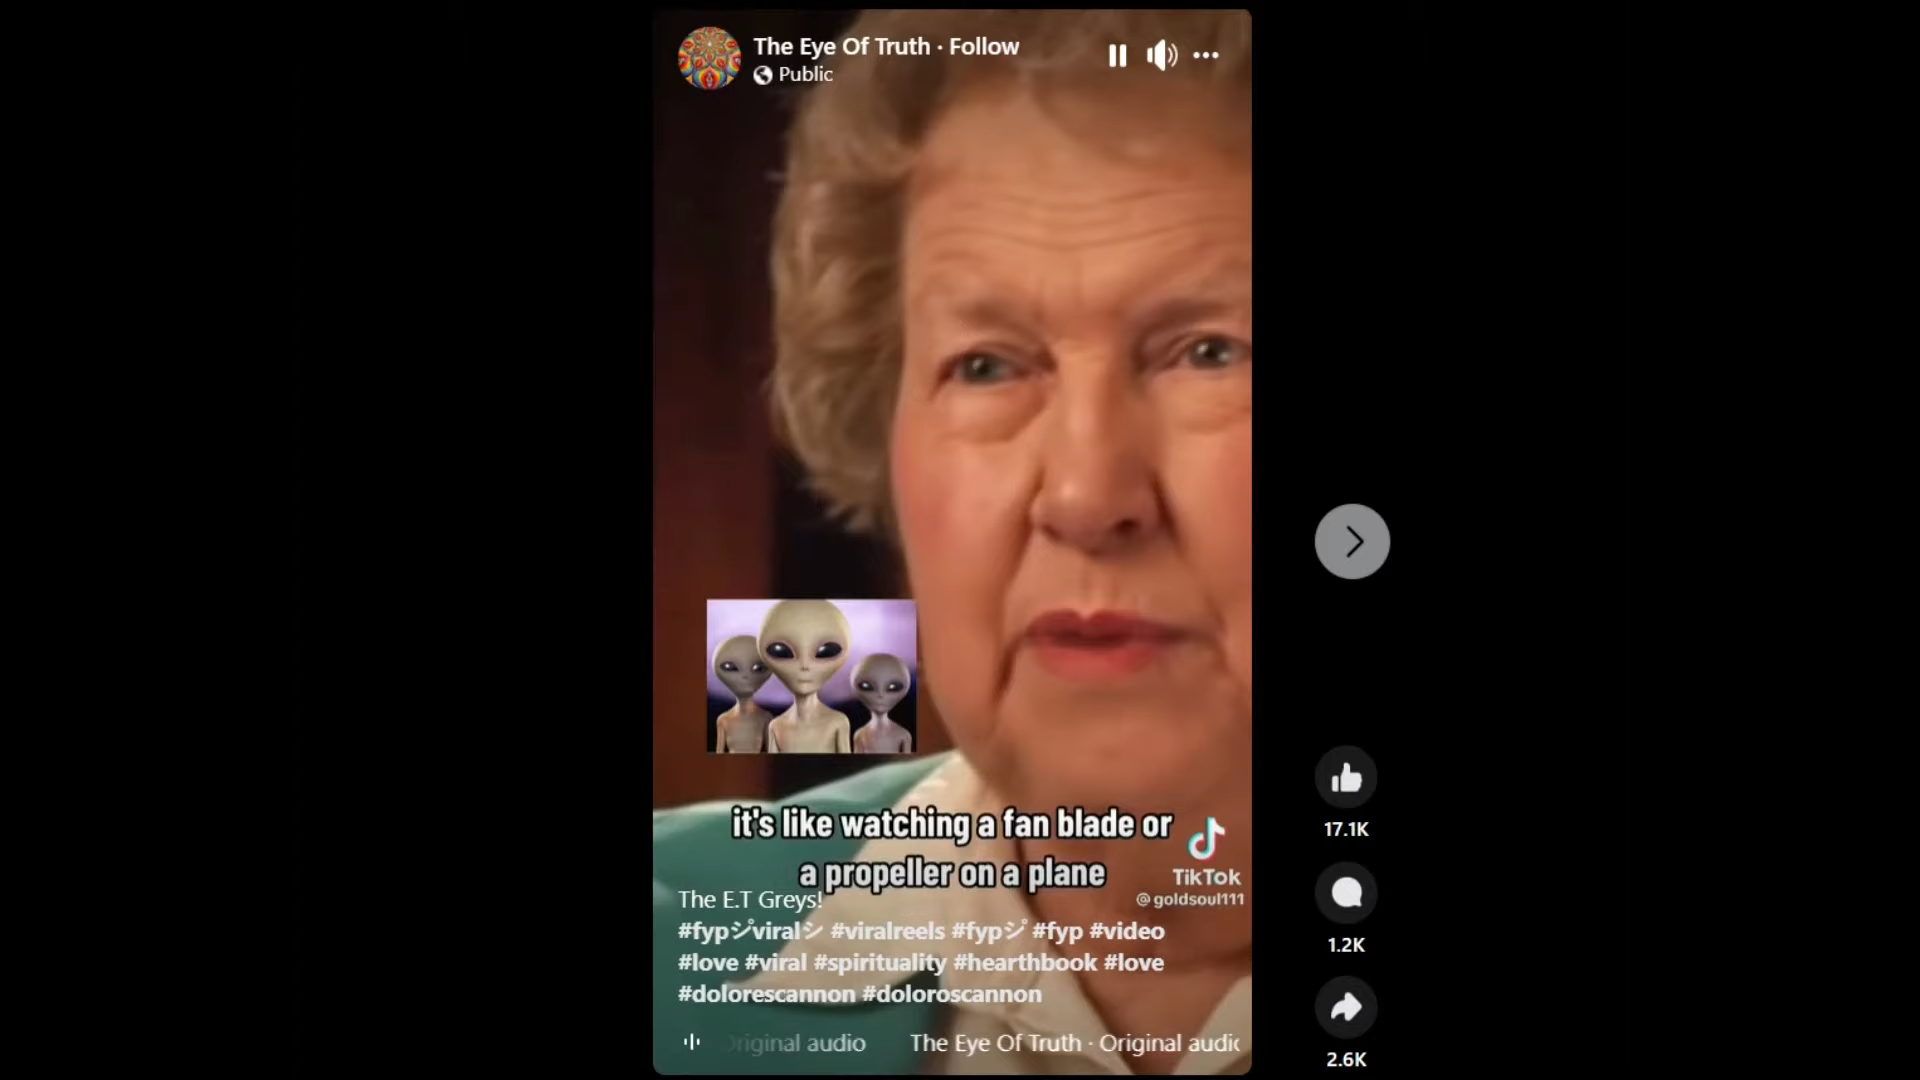 The Eye Of Truth · Follow
Public
it's like watching a fan blade or
a propeller on a plane
TikTok
@goldsoul111
The E.T Greys!
#fypシ゚viralシ #viralreels #fypシ゚ #fyp #video
#love #viral #spirituality #hearthbook #love
#dolorescannon #doloroscannon
original audio The Eye Of Truth · Original audio
17.1K
1.2K
2.6K